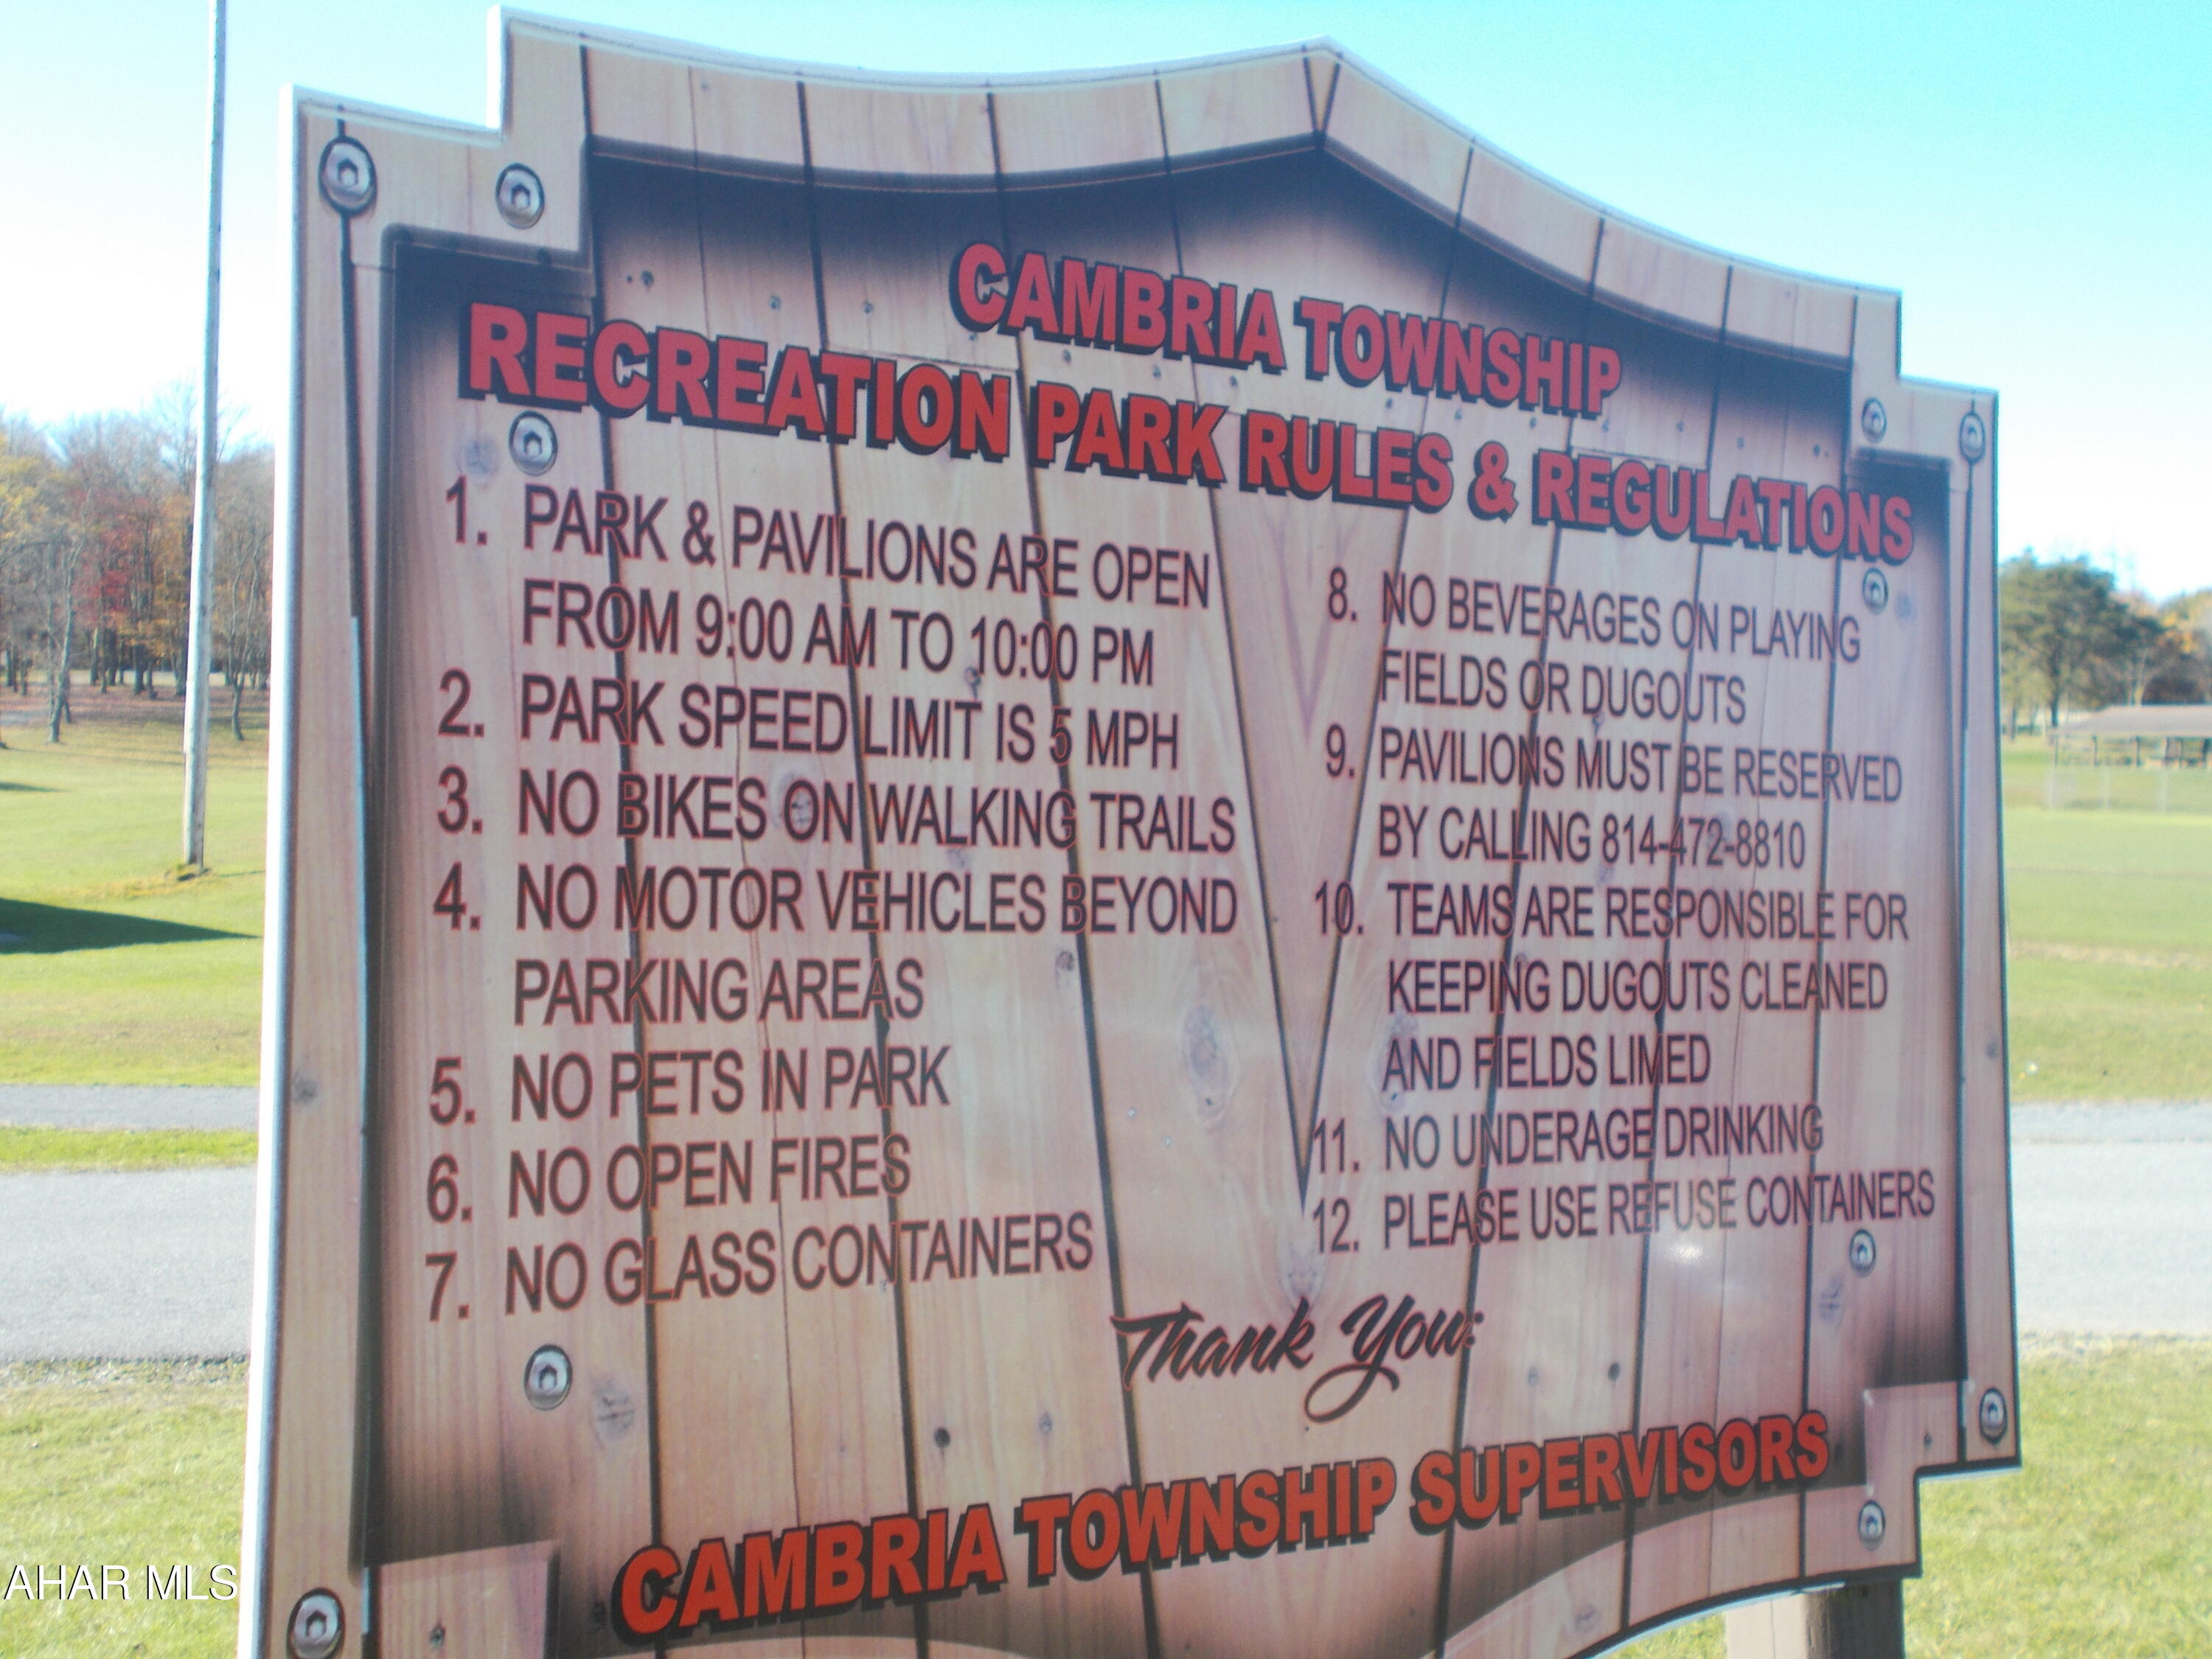 CAMBRIA TOWNSHIP
RECREATION PARK RULES & REGULATIONS
1. PARK & PAVILIONS ARE OPEN
FROM 9:00 AM TO 10:00 PM
2. PARK SPEED LIMIT IS 5 MPH
3. NO BIKES ON WALKING TRAILS
4. NO MOTOR VEHICLES BEYOND
PARKING AREAS
5. NO PETS IN PARK
6. NO OPEN FIRES
7. NO GLASS CONTAINERS
8. NO BEVERAGES ON PLAYING
FIELDS OR DUGOUTS
9. PAVILIONS MUST BE RESERVED
BY CALLING 814-472-8810
10. TEAMS ARE RESPONSIBLE FOR
KEEPING DUGOUTS CLEANED
AND FIELDS LIMED
11. NO UNDERAGE DRINKING
12. PLEASE USE REFUSE CONTAINERS
Thank You:
CAMBRIA TOWNSHIP SUPERVISORS
AHAR MLS